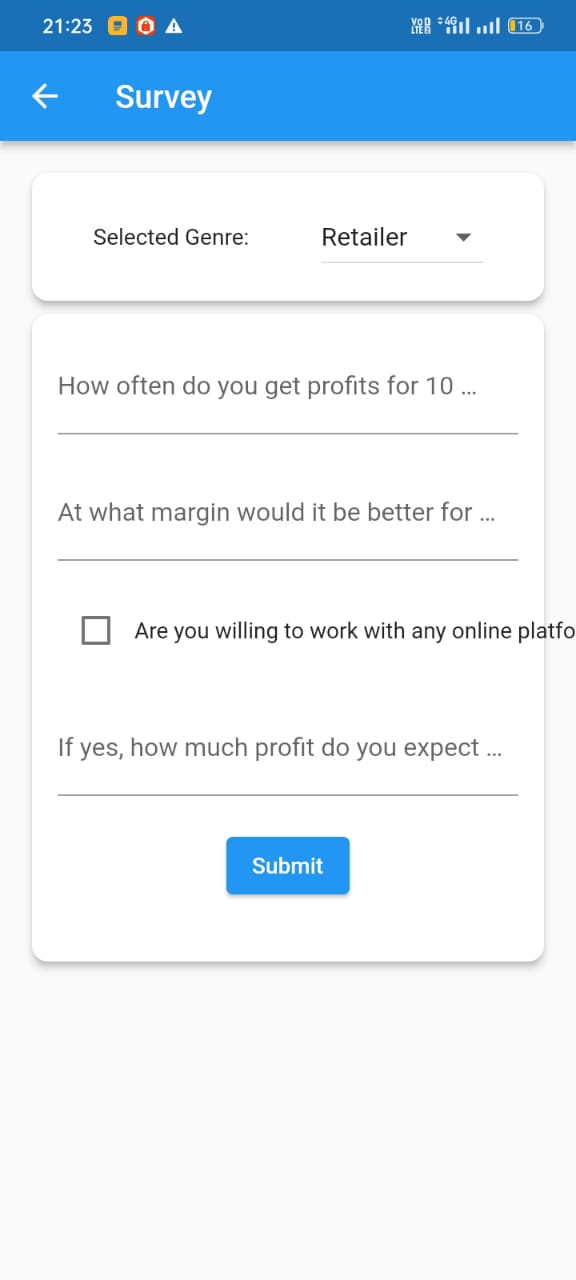 21:23 VoD LTE2 4G 16
Survey
Selected Genre: Retailer
How often do you get profits for 10 ...
At what margin would it be better for ...
Are you willing to work with any online platfo
If yes, how much profit do you expect ...
Submit